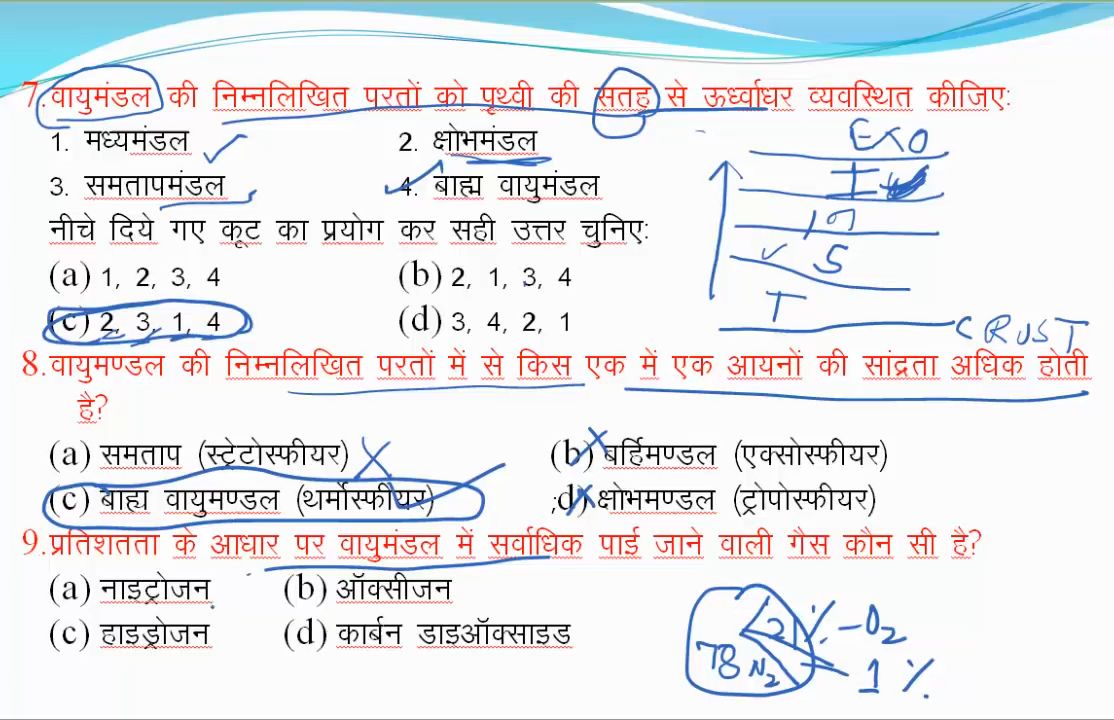 7. वायुमंडल की निम्नलिखित परतों को पृथ्वी की सतह से ऊर्ध्वाधर व्यवस्थित कीजिए:
1. मध्यमंडल 2. क्षोभमंडल
3. समतापमंडल 4. बाह्म वायुमंडल
नीचे दिये गए कूट का प्रयोग कर सही उत्तर चुनिए:
(a) 1, 2, 3, 4 (b) 2, 1, 3, 4
(c) 2, 3, 1, 4 (d) 3, 4, 2, 1
EXO
I
m
S
T
CRUST
8. वायुमण्डल की निम्नलिखित परतों में से किस एक में एक आयनों की सांद्रता अधिक होती
है?
(a) समताप (स्ट्रेटोस्फीयर) (b) बर्हिमण्डल (एक्सोस्फीयर)
(c) बाह्य वायुमण्डल (थर्मोस्फीयर) ;d) क्षोभमण्डल (ट्रोपोस्फीयर)
9. प्रतिशतता के आधार पर वायुमंडल में सर्वाधिक पाई जाने वाली गैस कौन सी है?
(a) नाइट्रोजन (b) ऑक्सीजन
(c) हाइड्रोजन (d) कार्बन डाइऑक्साइड
21 % - O2
78 N2
1 %